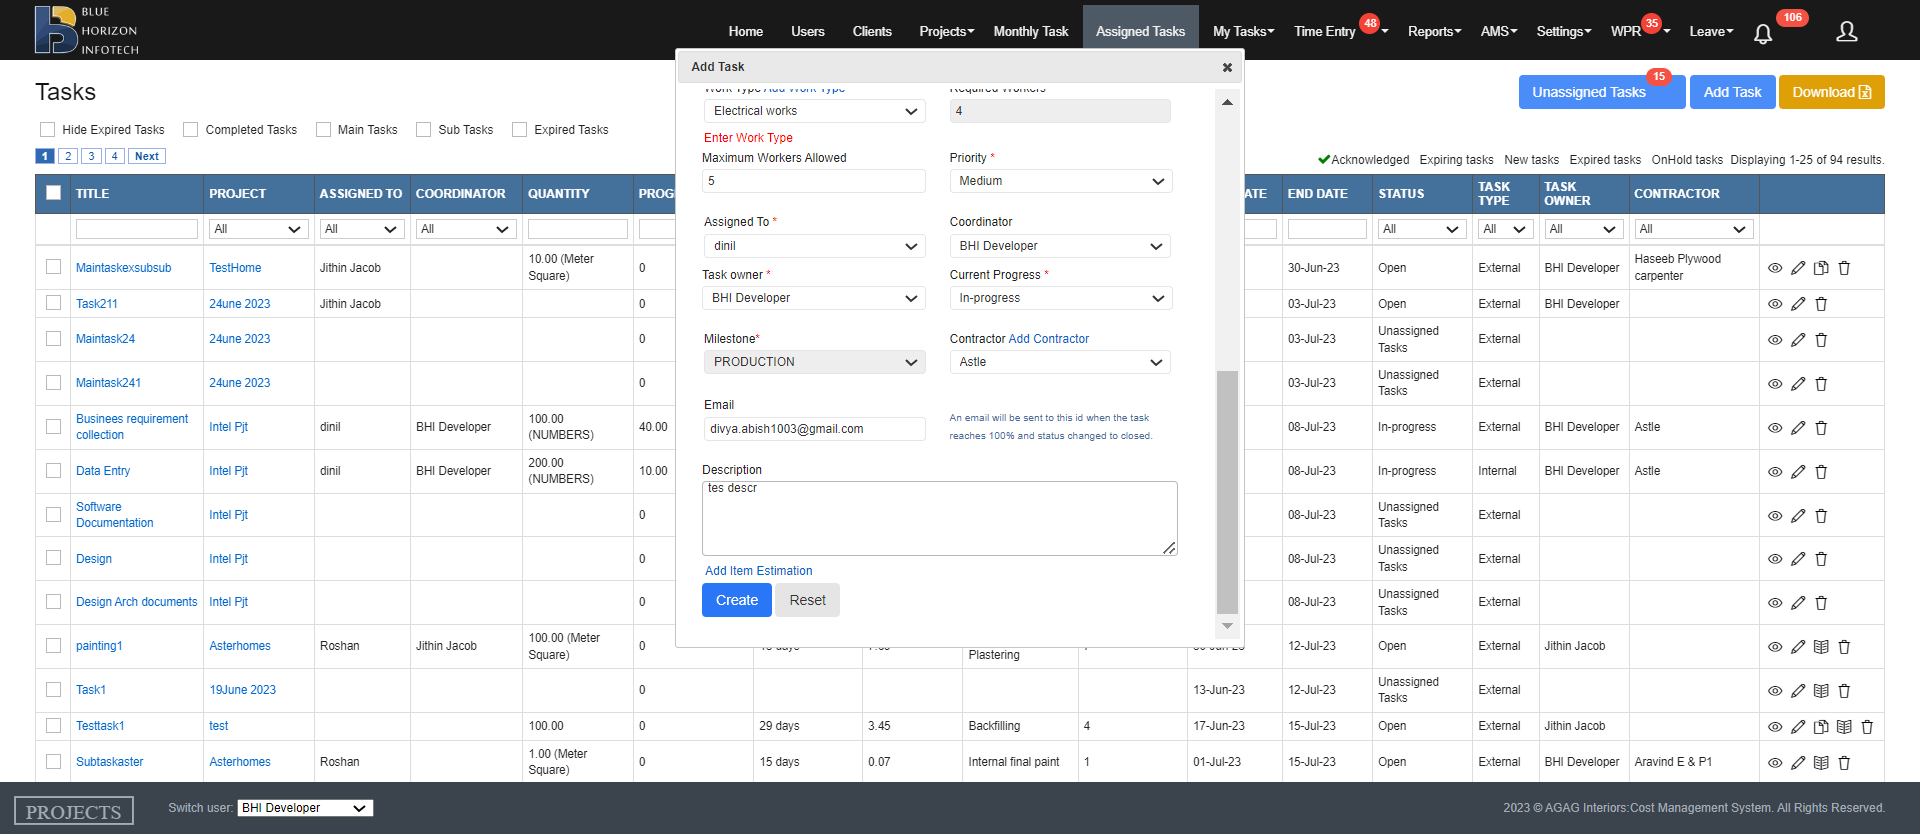 BLUE
HORIZON
INFOTECH
Home Users Clients Projects Monthly Task Assigned Tasks My Tasks Time Entry 48 Reports AMS Settings WPR 35 Leave 106
Tasks
Unassigned Tasks 15 Add Task Download
Hide Expired Tasks Completed Tasks Main Tasks Sub Tasks Expired Tasks
1 2 3 4 Next
Acknowledged Expiring tasks New tasks Expired tasks OnHold tasks Displaying 1-25 of 94 results.
Add Task
Work Type Add Work Type Required Workers
Electrical works 4
Enter Work Type
Maximum Workers Allowed Priority *
5 Medium
Assigned To * Coordinator
dinil BHI Developer
Task owner * Current Progress *
BHI Developer In-progress
Milestone* Contractor Add Contractor
PRODUCTION Astle
Email
divya.abish1003@gmail.com
An email will be sent to this id when the task
reaches 100% and status changed to closed.
Description
tes descr
Add Item Estimation
Create Reset
TITLE PROJECT ASSIGNED TO COORDINATOR QUANTITY END DATE STATUS TASK TYPE TASK OWNER CONTRACTOR
All All All All All All All
Maintaskexsubsub TestHome Jithin Jacob 10.00 (Meter Square) 0 30-Jun-23 Open External BHI Developer Haseeb Plywood carpenter
Task211 24une 2023 Jithin Jacob 0 03-Jul-23 Open External BHI Developer
Maintask24 24une 2023 0 03-Jul-23 Unassigned Tasks External
Maintask241 24une 2023 0 03-Jul-23 Unassigned Tasks External
Businees requirement collection Intel Pjt dinil BHI Developer 100.00 (NUMBERS) 40.00 08-Jul-23 In-progress External BHI Developer Astle
Data Entry Intel Pjt dinil BHI Developer 200.00 (NUMBERS) 10.00 08-Jul-23 In-progress Internal BHI Developer Astle
Software Documentation Intel Pjt 0 08-Jul-23 Unassigned Tasks External
Design Intel Pjt 0 08-Jul-23 Unassigned Tasks External
Design Arch documents Intel Pjt 0 08-Jul-23 Unassigned Tasks External
painting1 Asterhomes Roshan Jithin Jacob 100.00 (Meter Square) 0 Plastering 12-Jul-23 Open External Jithin Jacob
Task1 19June 2023 0 13-Jun-23 12-Jul-23 Unassigned Tasks External
Testtask1 test 100.00 0 29 days 3.45 Backfilling 4 17-Jun-23 15-Jul-23 Open External Jithin Jacob
Subtaskaster Asterhomes Roshan 1.00 (Meter Square) 0 15 days 0.07 Internal final paint 1 01-Jul-23 15-Jul-23 Open External BHI Developer Aravind E & P1
PROJECTS Switch user: BHI Developer 2023 © AGAG Interiors:Cost Management System. All Rights Reserved.